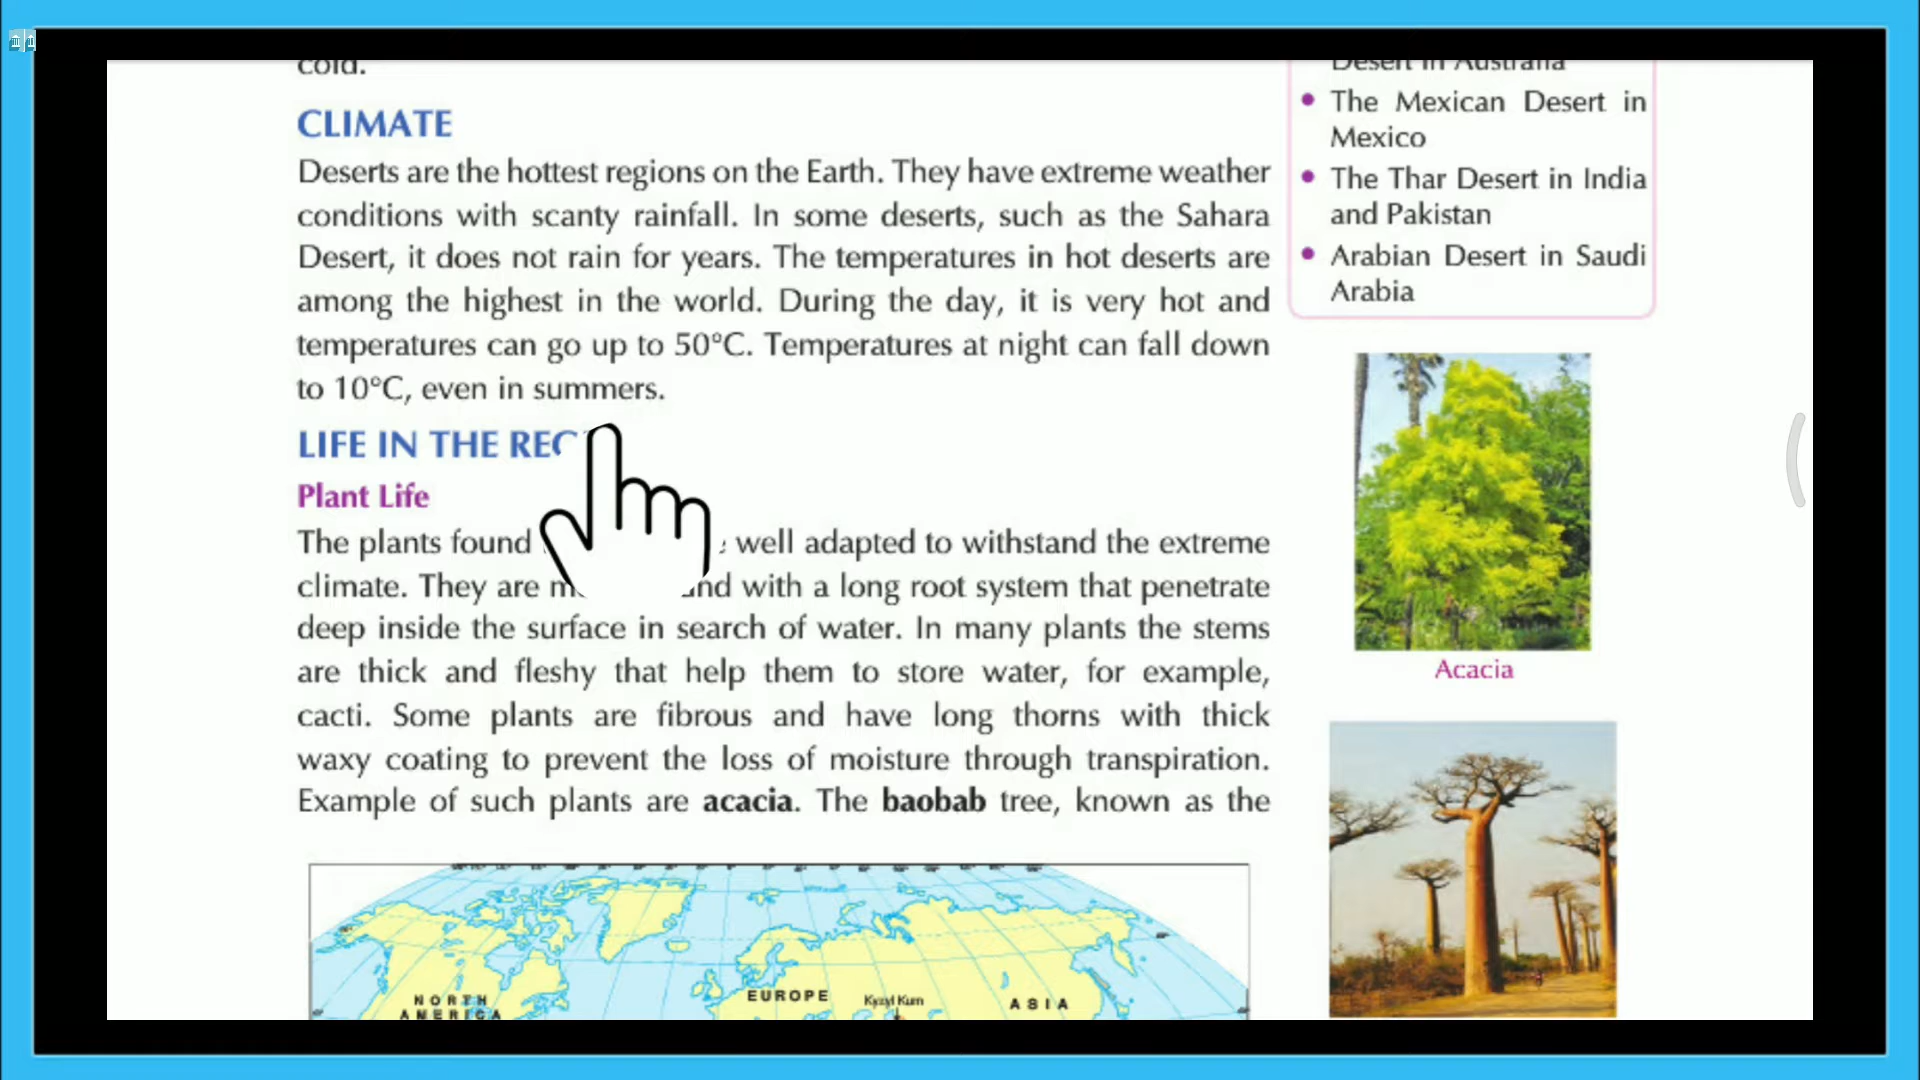 cold.
CLIMATE
Deserts are the hottest regions on the Earth. They have extreme weather
conditions with scanty rainfall. In some deserts, such as the Sahara
Desert, it does not rain for years. The temperatures in hot deserts are
among the highest in the world. During the day, it is very hot and
temperatures can go up to 50°C. Temperatures at night can fall down
to 10°C, even in summers.
LIFE IN THE
Plant Life
The plants found well adapted to withstand the extreme
climate. They are with a long root system that penetrate
deep inside the surface in search of water. In many plants the stems
are thick and fleshy that help them to store water, for example,
cacti. Some plants are fibrous and have long thorns with thick
waxy coating to prevent the loss of moisture through transpiration.
Example of such plants are acacia. The baobab tree, known as the
NORTH
AMERICA
EUROPE
Kyzyl Kum
ASIA
Desert in Australia
• The Mexican Desert in
Mexico
• The Thar Desert in India
and Pakistan
• Arabian Desert in Saudi
Arabia
Acacia